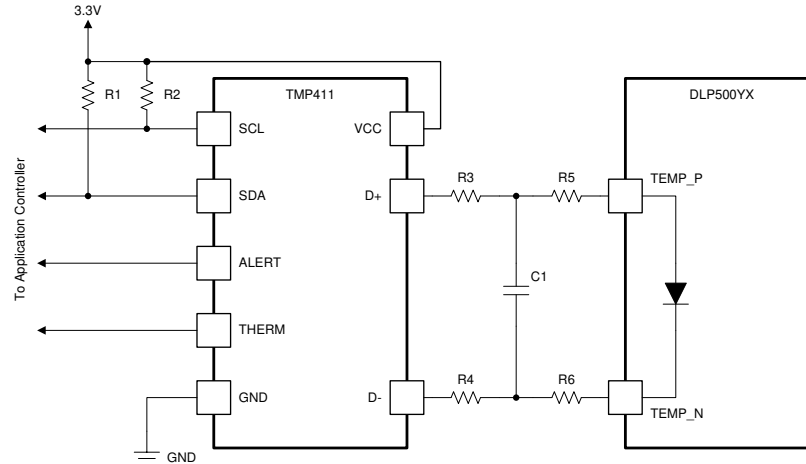 3.3V
R1
R2
TMP411
DLP500YX
SCL
VCC
R3
R5
TEMP_P
SDA
D+
To Application Controller
ALERT
C1
THERM
R4
R6
GND
D-
TEMP_N
GND